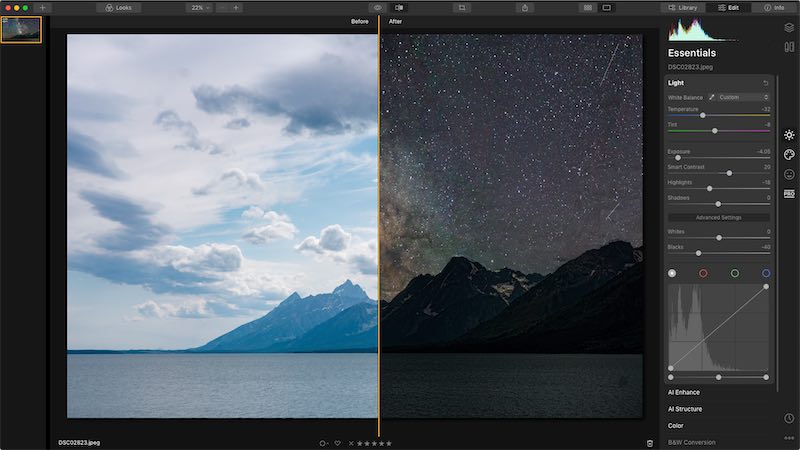 Looks
22%
Library
Edit
Info
Before
After
Essentials
DSC02823.jpeg
Light
White Balance
Custom
Temperature -32
Tint -8
Exposure -4.05
Smart Contrast 20
Highlights -18
Shadows 0
Advanced Settings
Whites 0
Blacks -40
AI Enhance
AI Structure
Color
B&W Conversion
PRO
DSC02823.jpeg